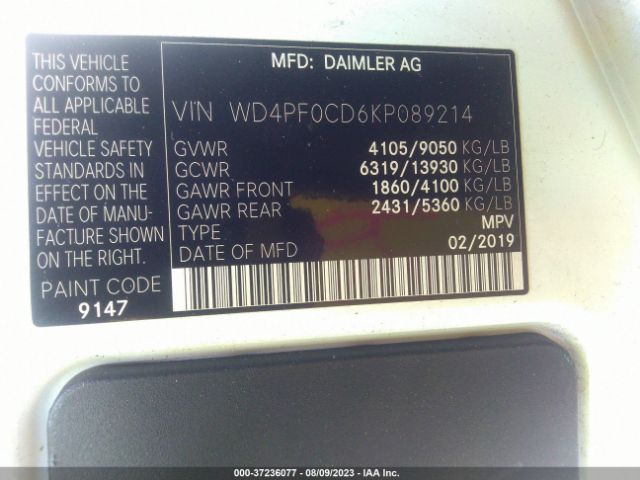 THIS VEHICLE
CONFORMS TO
ALL APPLICABLE
FEDERAL
MOTOR
VEHICLE SAFETY
STANDARDS IN
EFFECT ON THE
DATE OF MANU-
FACTURE SHOWN
ON THE RIGHT.
PAINT CODE
9147
MFD: DAIMLER AG
VIN WD4PF0CD6KP089214
GVWR 4105/9050 KG/LB
GCWR 6319/13930 KG/LB
GAWR FRONT 1860/4100 KG/LB
GAWR REAR 2431/5360 KG/LB
TYPE MPV
DATE OF MFD 02/2019
000-37236077 - 08/09/2023 - IAA Inc.